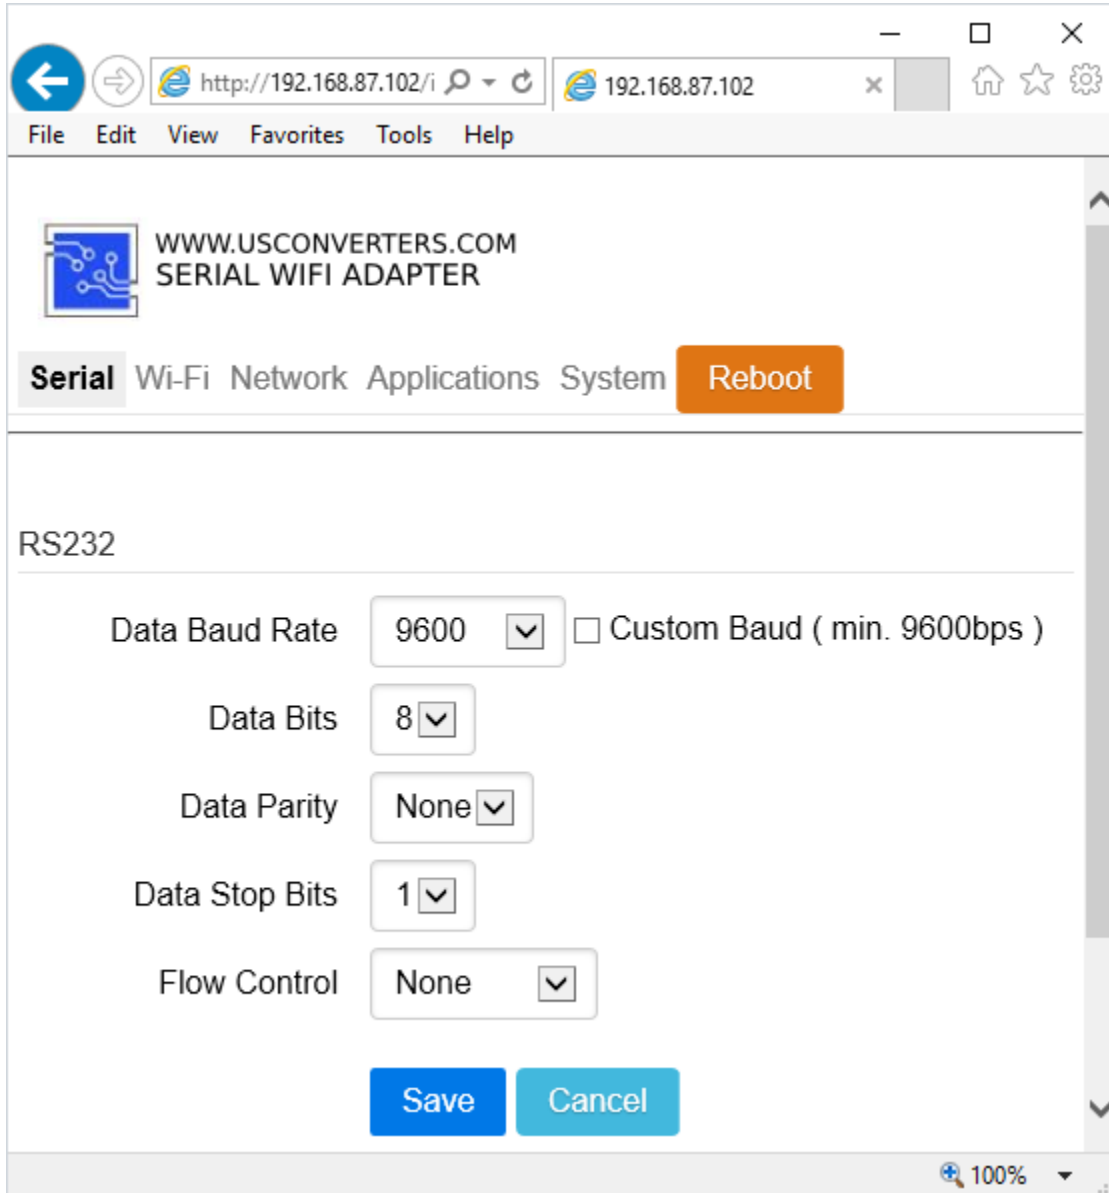 http://192.168.87.102/i
192.168.87.102
File Edit View Favorites Tools Help
WWW.USCONVERTERS.COM
SERIAL WIFI ADAPTER
Serial Wi-Fi Network Applications System Reboot
RS232
Data Baud Rate 9600 Custom Baud ( min. 9600bps )
Data Bits 8
Data Parity None
Data Stop Bits 1
Flow Control None
Save Cancel
100%